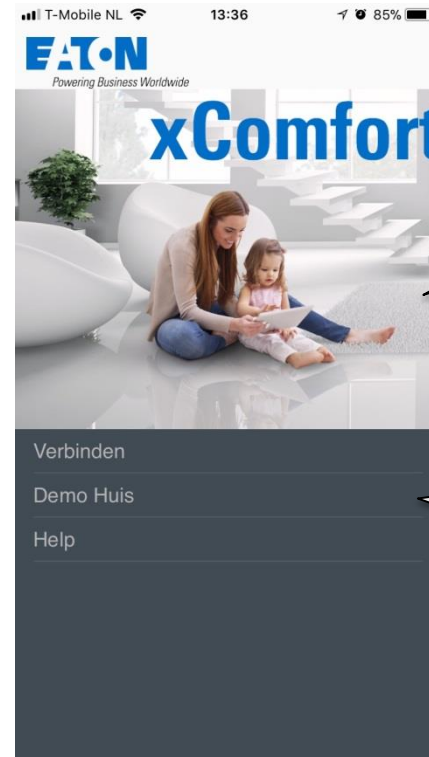 T-Mobile NL 13:36 85%
EATON
Powering Business Worldwide
xComfort
Verbinden
Demo Huis
Help